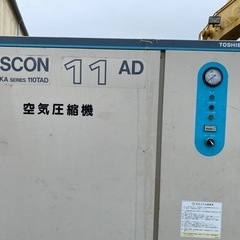 SCON 11 AD
KA SERIES 110TAD
TOSHIB
空気圧縮機